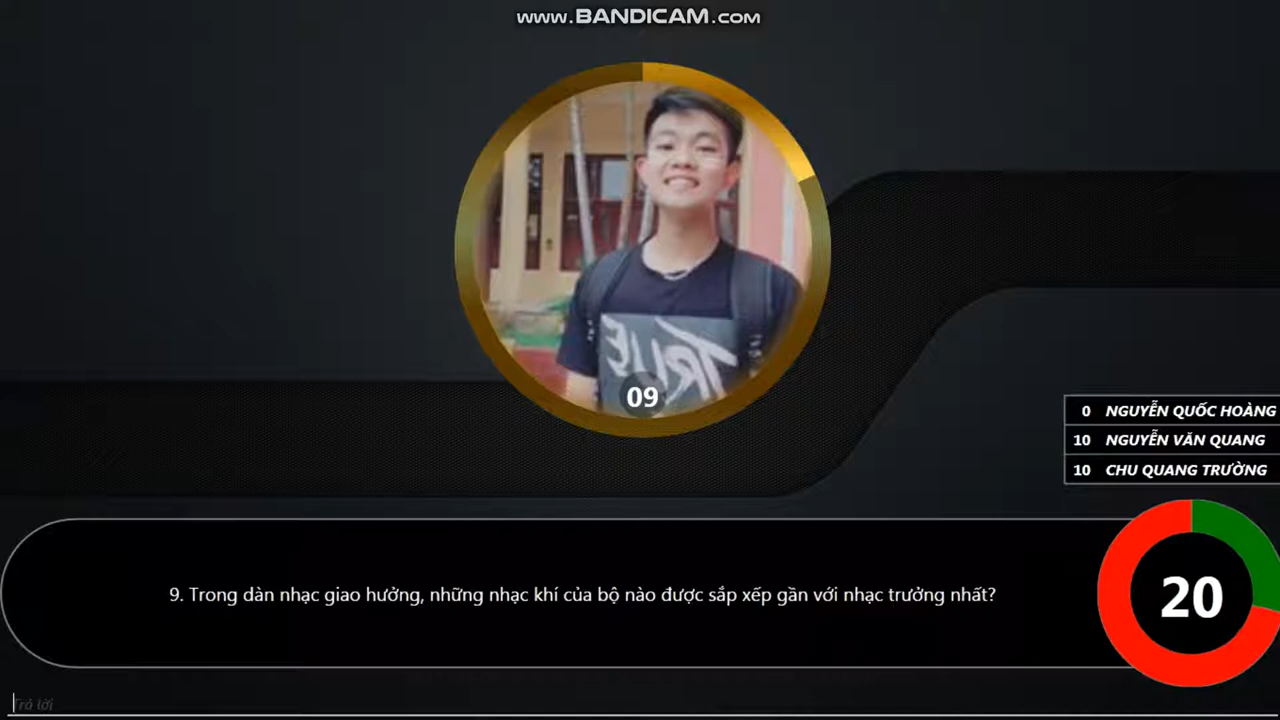 www.BANDICAM.com
TRUE
09
0 NGUYỄN QUỐC HOÀNG
10 NGUYỄN VĂN QUANG
10 CHU QUANG TRƯỜNG
9. Trong dàn nhạc giao hưởng, những nhạc khí của bộ nào được sắp xếp gần với nhạc trưởng nhất?
20
Trả lời